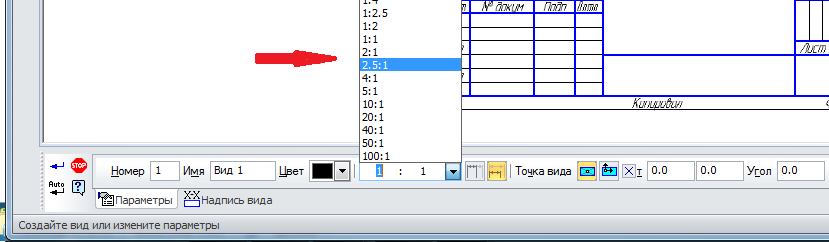 1:4
1:2.5
1:2
1:1
2:1
2.5:1
4:1
5:1
10:1
20:1
40:1
50:1
100:1
№ докум
Подп
Лист
Копировал
STOP
Auto
Номер 1 Имя Вид 1 Цвет 1 : 1 Точка вида т 0.0 0.0 Угол 0.0
Параметры X-X Надпись вида
Создайте вид или измените параметры